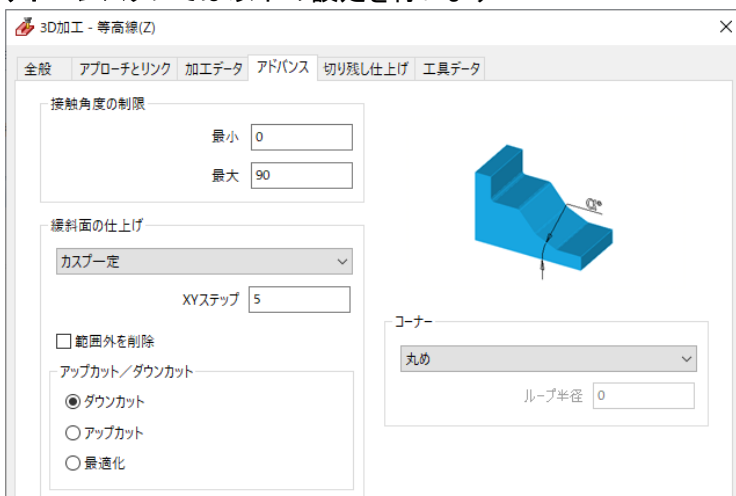 3D加工 - 等高線(Z)
全般 アプローチとリンク 加工データ アドバンス 切り残し仕上げ 工具データ
接触角度の制限
最小 0
最大 90
α°
緩斜面の仕上げ
カスプ一定
XYステップ 5
範囲外を削除
アップカット／ダウンカット
ダウンカット
アップカット
最適化
コーナー
丸め
ループ半径 0